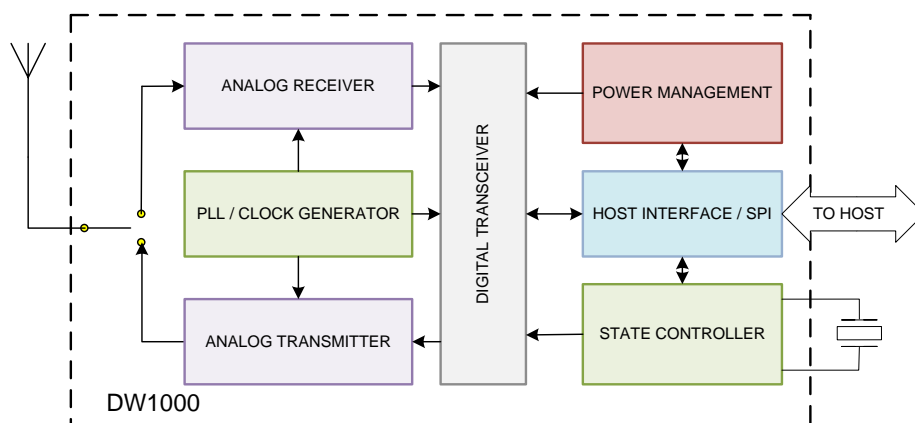 ANALOG RECEIVER
POWER MANAGEMENT
DIGITAL TRANSCEIVER
PLL / CLOCK GENERATOR
HOST INTERFACE / SPI
TO HOST
ANALOG TRANSMITTER
STATE CONTROLLER
DW1000